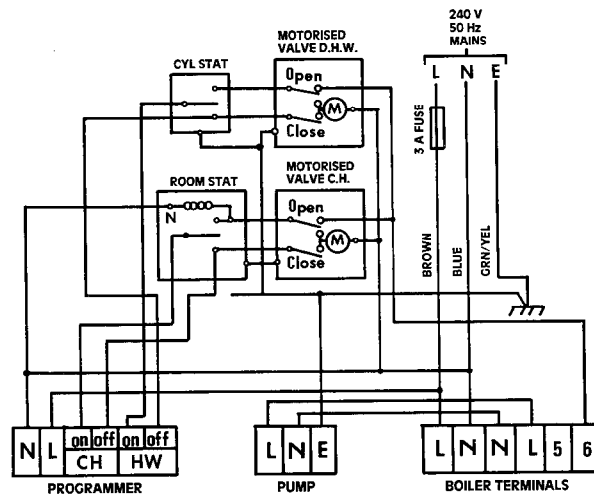 240 V
50 Hz
MAINS
L N E
MOTORISED
VALVE D.H.W.
CYL STAT
Open
M
Close
3 A FUSE
MOTORISED
VALVE C.H.
ROOM STAT
N
Open
M
Close
BROWN
BLUE
GRN/YEL
N L on off on off
CH HW
L N E
L N N L 5 6
PROGRAMMER
PUMP
BOILER TERMINALS